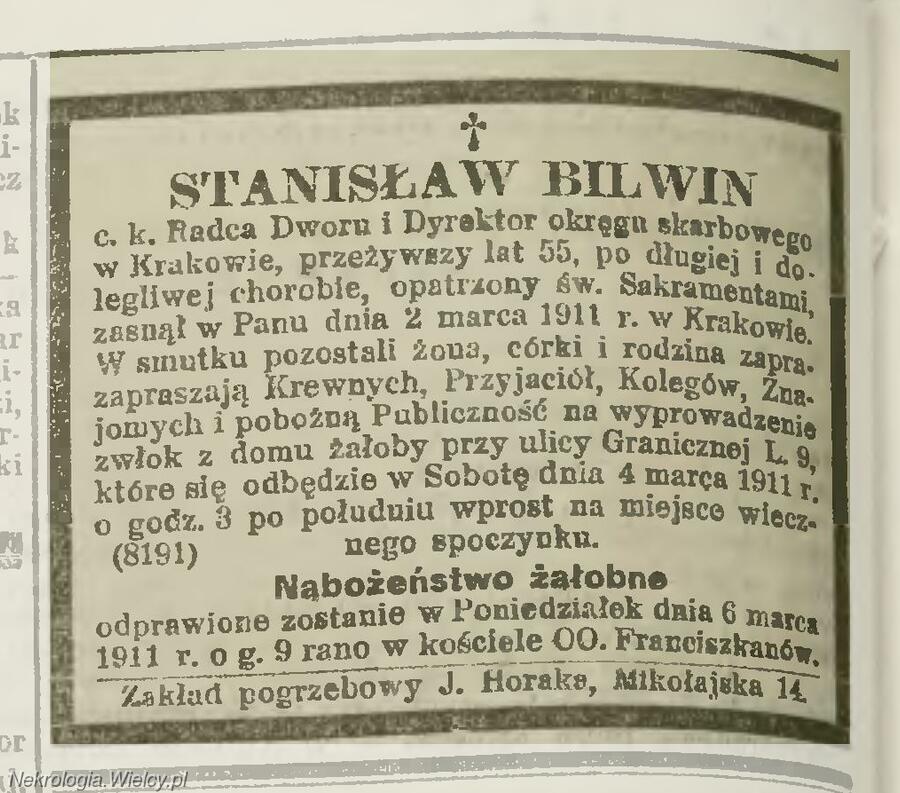 STANISŁAW BILWIN
c. k. Radca Dworu i Dyrektor okręgu skarbowego
w Krakowie, przeżywszy lat 55, po długiej i do-
legliwej chorobie, opatrzony św. Sakramentami,
zasnął w Panu dnia 2 marca 1911 r. w Krakowie.
W smutku pozostali żona, córki i rodzina zapra-
zapraszają Krewnych, Przyjaciół, Kolegów, Zna-
jomych i pobożną Publiczność na wyprowadzenie
zwłok z domu żałoby przy ulicy Granicznej L. 9,
które się odbędzie w Sobotę dnia 4 marca 1911 r.
o godz. 3 po południu wprost na miejsce wiecz-
(8191) nego spoczynku.
Nabożeństwo żałobne
odprawione zostanie w Poniedziałek dnia 6 marca
1911 r. o g. 9 rano w kościele OO. Franciszkanów.
Zakład pogrzebowy J. Horaka, Mikołajska 14
Nekrologia.Wielcy.pl